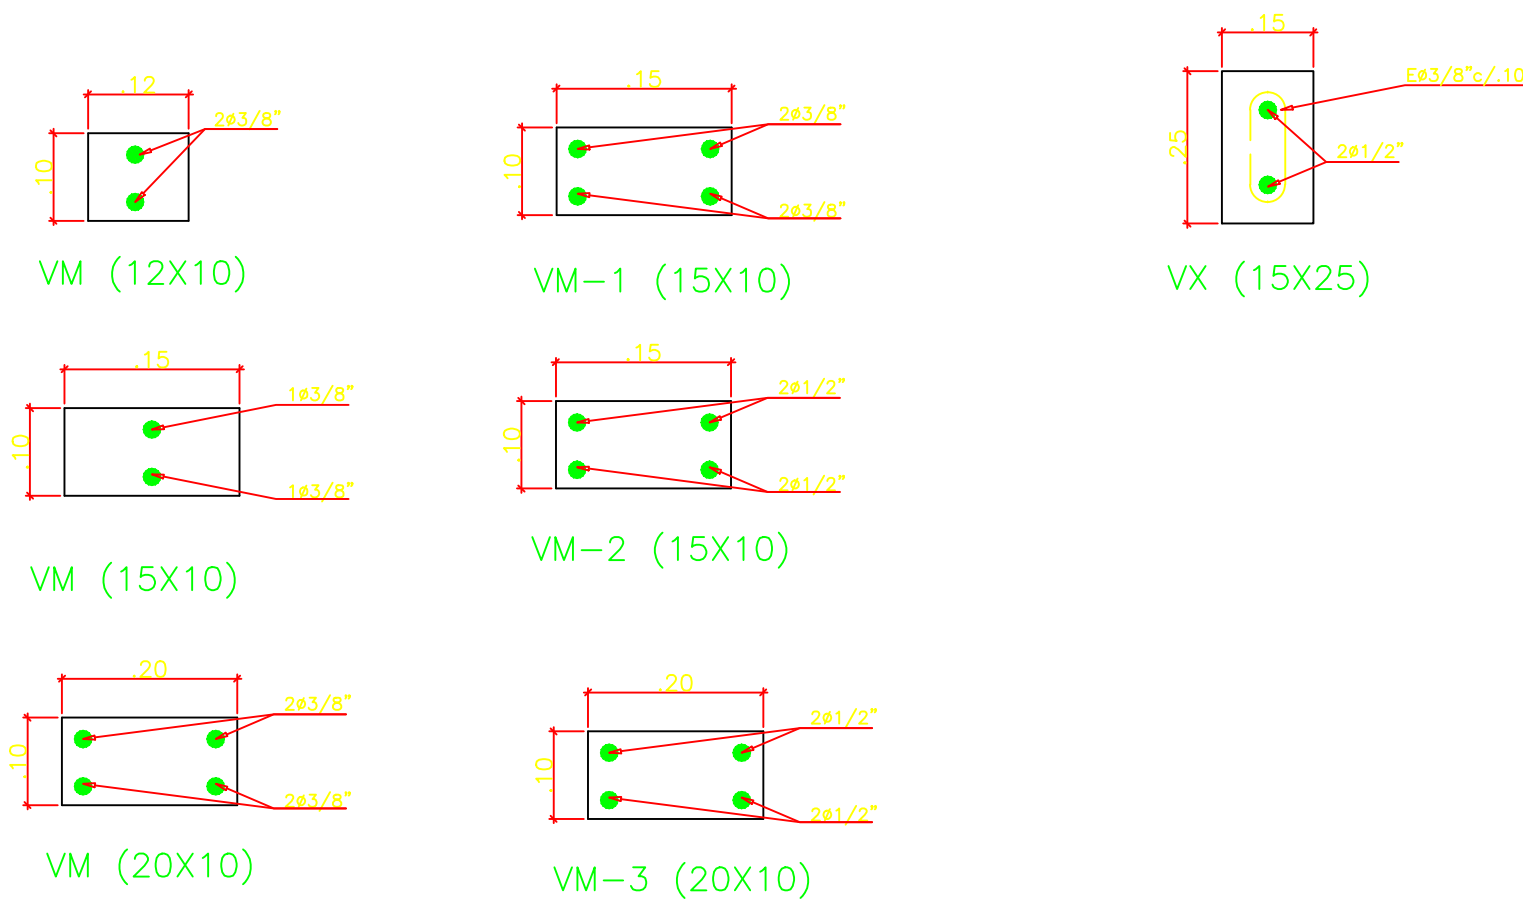 .12
2ø3/8"
.10
VM (12X10)
.15
2ø3/8"
.10
2ø3/8"
VM-1 (15X10)
.15
Eø3/8"c/.10
.25
2ø1/2"
VX (15X25)
.15
1ø3/8"
.10
1ø3/8"
VM (15X10)
.15
2ø1/2"
.10
2ø1/2"
VM-2 (15X10)
.20
2ø3/8"
.10
2ø3/8"
VM (20X10)
.20
2ø1/2"
.10
2ø1/2"
VM-3 (20X10)